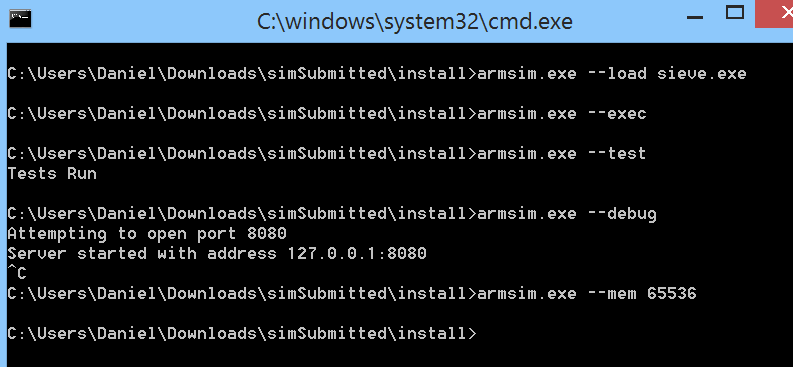 C:\windows\system32\cmd.exe
C:\Users\Daniel\Downloads\simSubmitted\install>armsim.exe --load sieve.exe
C:\Users\Daniel\Downloads\simSubmitted\install>armsim.exe --exec
C:\Users\Daniel\Downloads\simSubmitted\install>armsim.exe --test
Tests Run
C:\Users\Daniel\Downloads\simSubmitted\install>armsim.exe --debug
Attempting to open port 8080
Server started with address 127.0.0.1:8080
^C
C:\Users\Daniel\Downloads\simSubmitted\install>armsim.exe --mem 65536
C:\Users\Daniel\Downloads\simSubmitted\install>